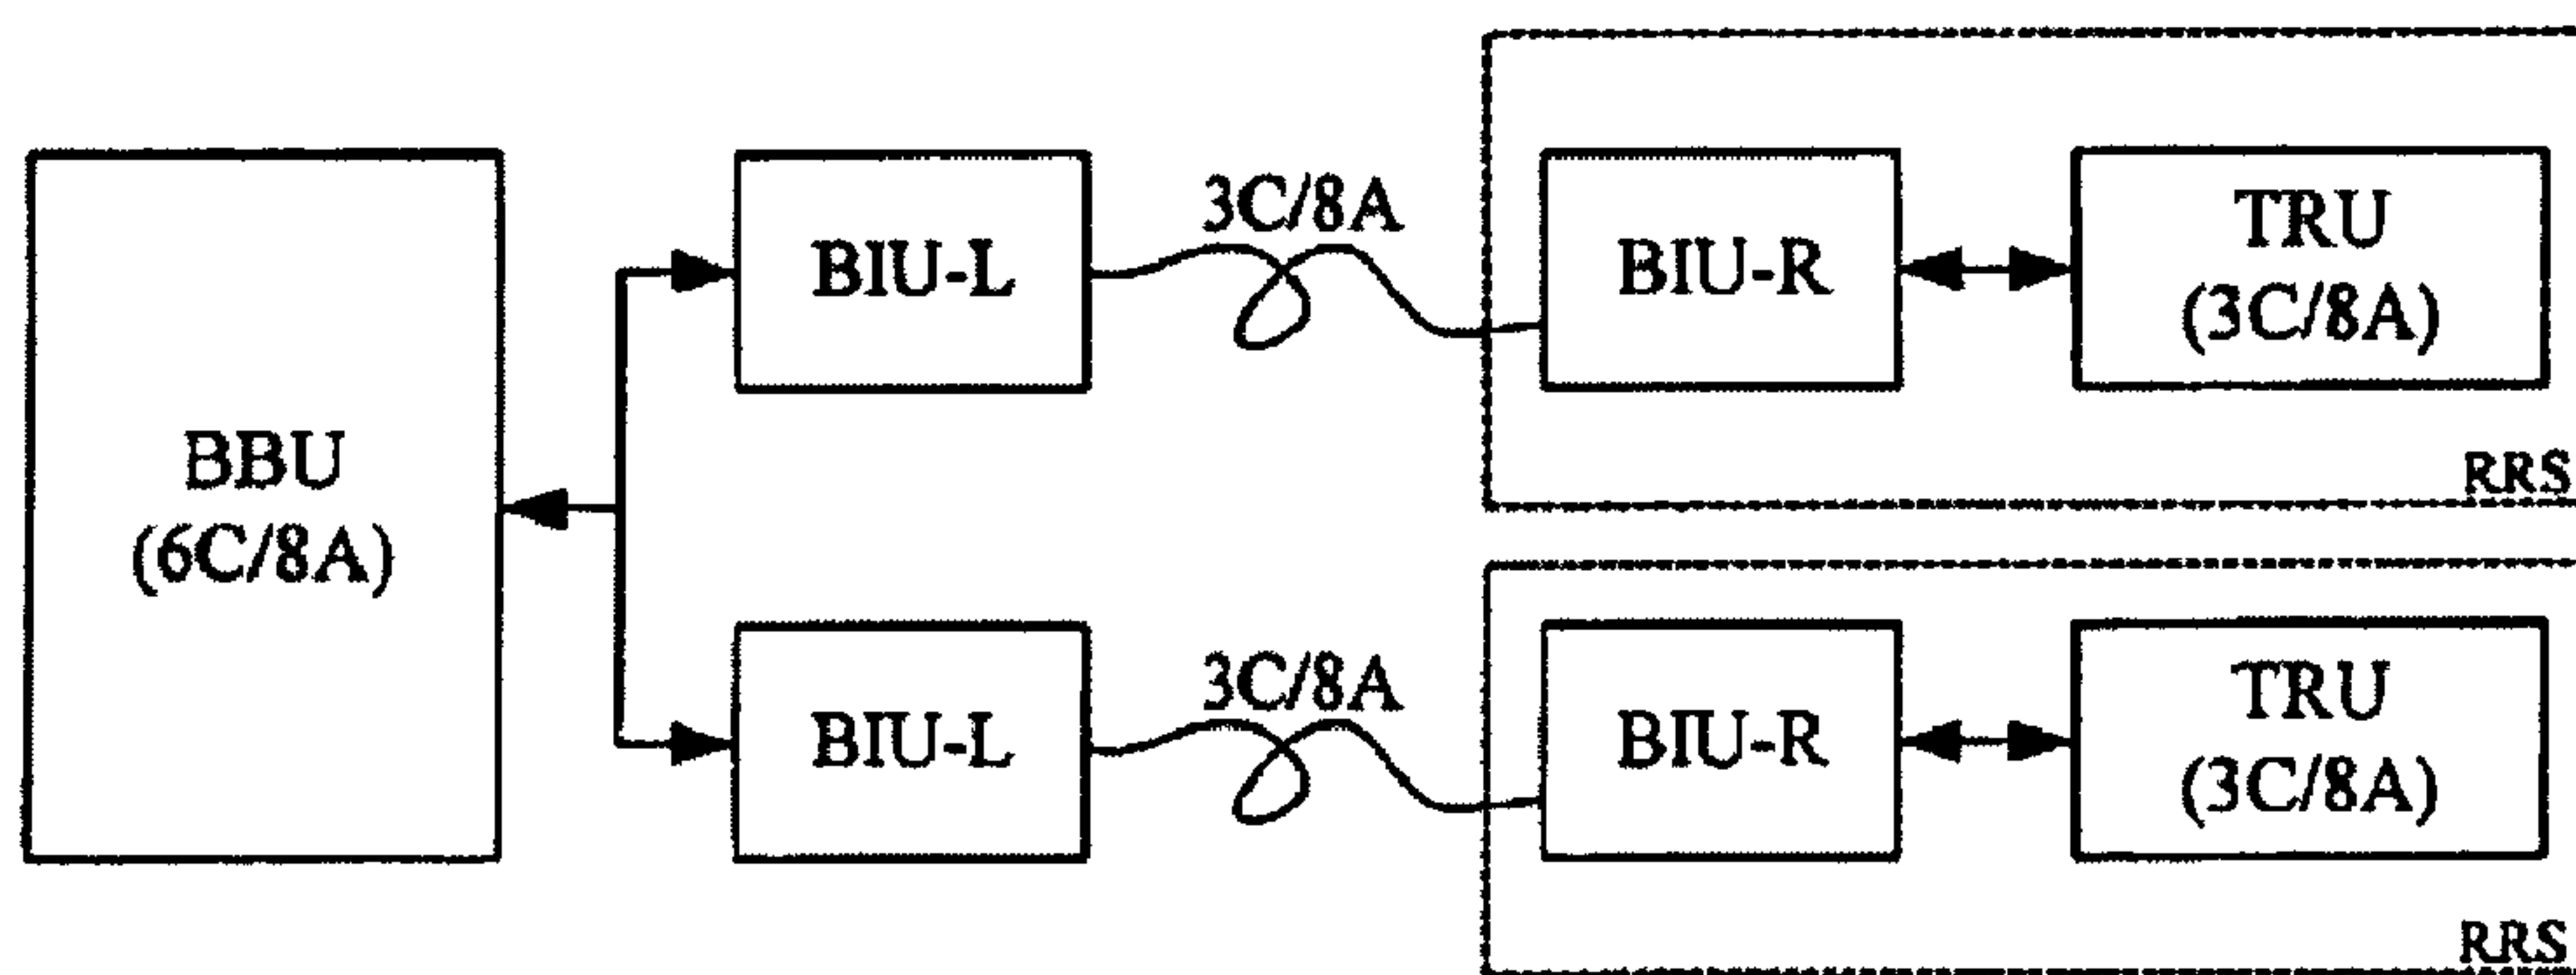 BBU
(6C/8A)
BIU-L
3C/8A
BIU-R
TRU
(3C/8A)
RRS
BIU-L
3C/8A
BIU-R
TRU
(3C/8A)
RRS